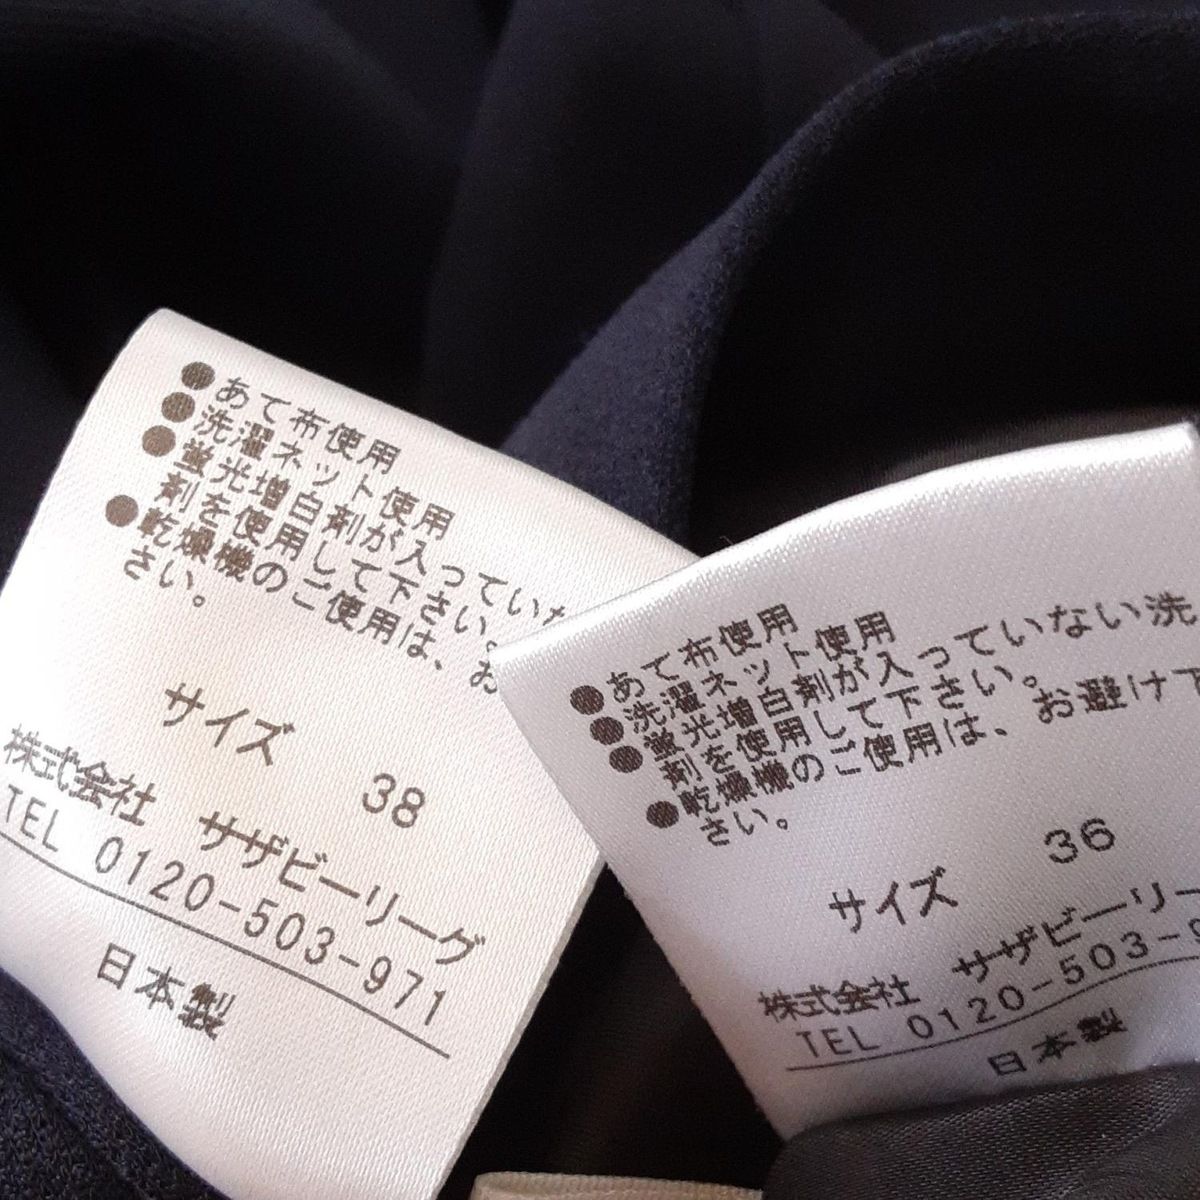 ●あて布使用
●洗濯ネット使用
●蛍光増白剤が入っていな
剤を使用して下さい。
●乾燥機のご使用は、お
さい。
サイズ 38
株式会社 サザビーリーグ
TEL 0120-503-971
日本製
●あて布使用
●洗濯ネット使用
●蛍光増白剤が入っていない洗
剤を使用して下さい。
●乾燥機のご使用は、お避け下
さい。
サイズ 36
株式会社 サザビーリー
TEL 0120-503-9
日本製